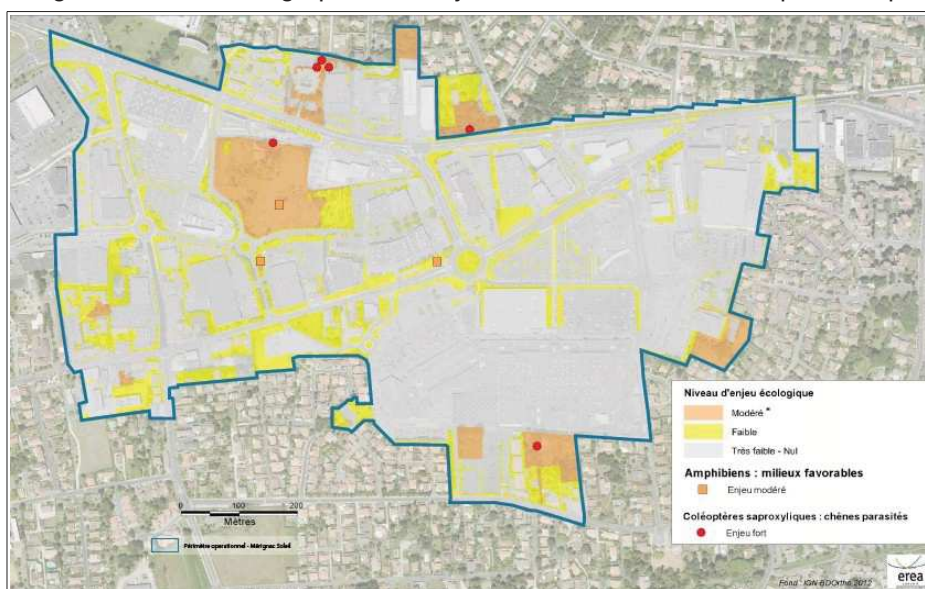 Niveau d'enjeu écologique
Modéré *
Faible
Très faible - Nul
Amphibiens : milieux favorables
Enjeu modéré
Coléoptères saproxyliques : chênes parasités
Enjeu fort
0 100 200
Mètres
Périmètre opérationnel - Mérignac Soleil
Fond : IGN-BDOrtho 2012
erea